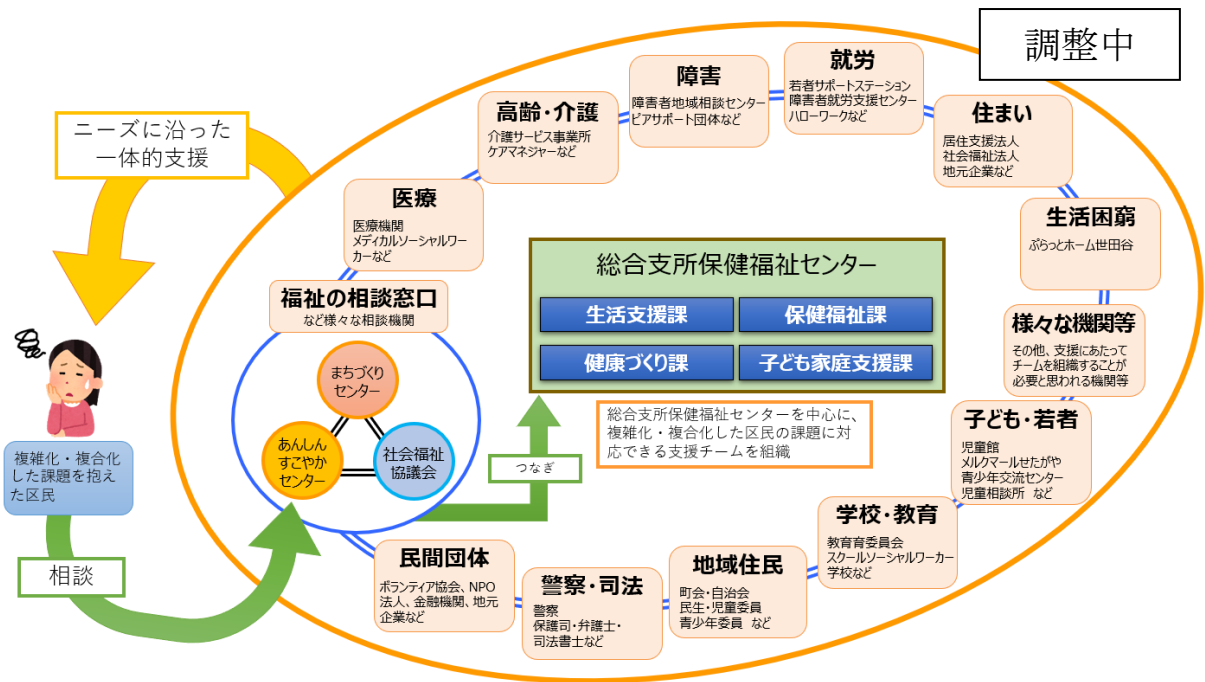 調整中
ニーズに沿った
一体的支援
障害
障害者地域相談センター
ピアサポート団体など
就労
若者サポートステーション
障害者就労支援センター
ハローワークなど
高齢・介護
介護サービス事業所
ケアマネジャーなど
住まい
居住支援法人
社会福祉法人
地元企業など
医療
医療機関
メディカルソーシャルワー
カーなど
生活困窮
ぷらっとホーム世田谷
福祉の相談窓口
など様々な相談機関
まちづくり
センター
あんしん
すこやか
センター
社会福祉
協議会
総合支所保健福祉センター
生活支援課
保健福祉課
健康づくり課
子ども家庭支援課
総合支所保健福祉センターを中心に、
複雑化・複合化した区民の課題に対
応できる支援チームを組織
つなぎ
様々な機関等
その他、支援にあたって
チームを組織することが
必要と思われる機関等
子ども・若者
児童館
メルクマールせたがや
青少年交流センター
児童相談所 など
複雑化・複合化
した課題を抱え
た区民
相談
学校・教育
教育育委員会
スクールソーシャルワーカー
学校など
民間団体
ボランティア協会、NPO
法人、金融機関、地元
企業など
警察・司法
警察
保護司・弁護士・
司法書士など
地域住民
町会・自治会
民生・児童委員
青少年委員 など